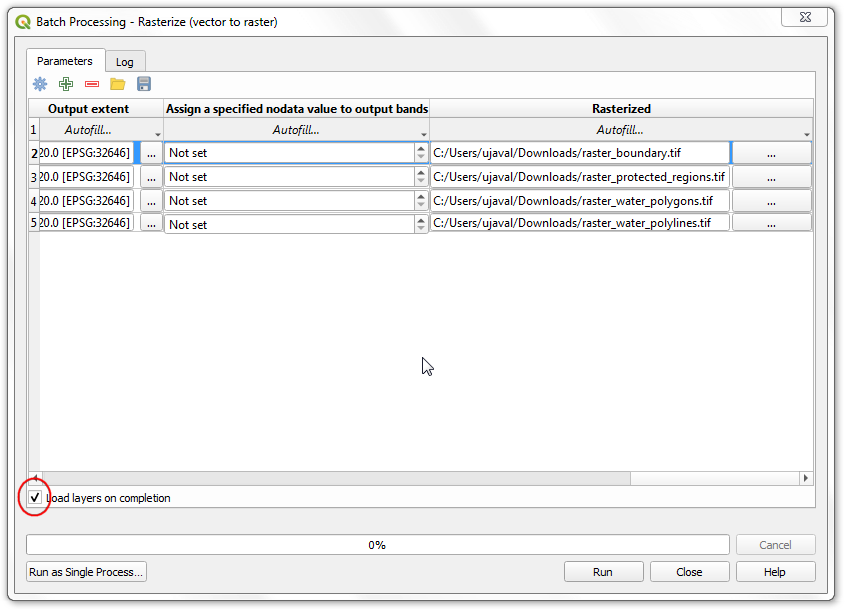 Batch Processing - Rasterize (vector to raster)
Parameters Log
Output extent Assign a specified nodata value to output bands Rasterized
1 Autofill... Autofill... Autofill...
2 20.0 [EPSG:32646] ... Not set C:/Users/ujaval/Downloads/raster_boundary.tif ...
3 20.0 [EPSG:32646] ... Not set C:/Users/ujaval/Downloads/raster_protected_regions.tif ...
4 20.0 [EPSG:32646] ... Not set C:/Users/ujaval/Downloads/raster_water_polygons.tif ...
5 20.0 [EPSG:32646] ... Not set C:/Users/ujaval/Downloads/raster_water_polylines.tif ...
Load layers on completion
0% Cancel
Run as Single Process... Run Close Help